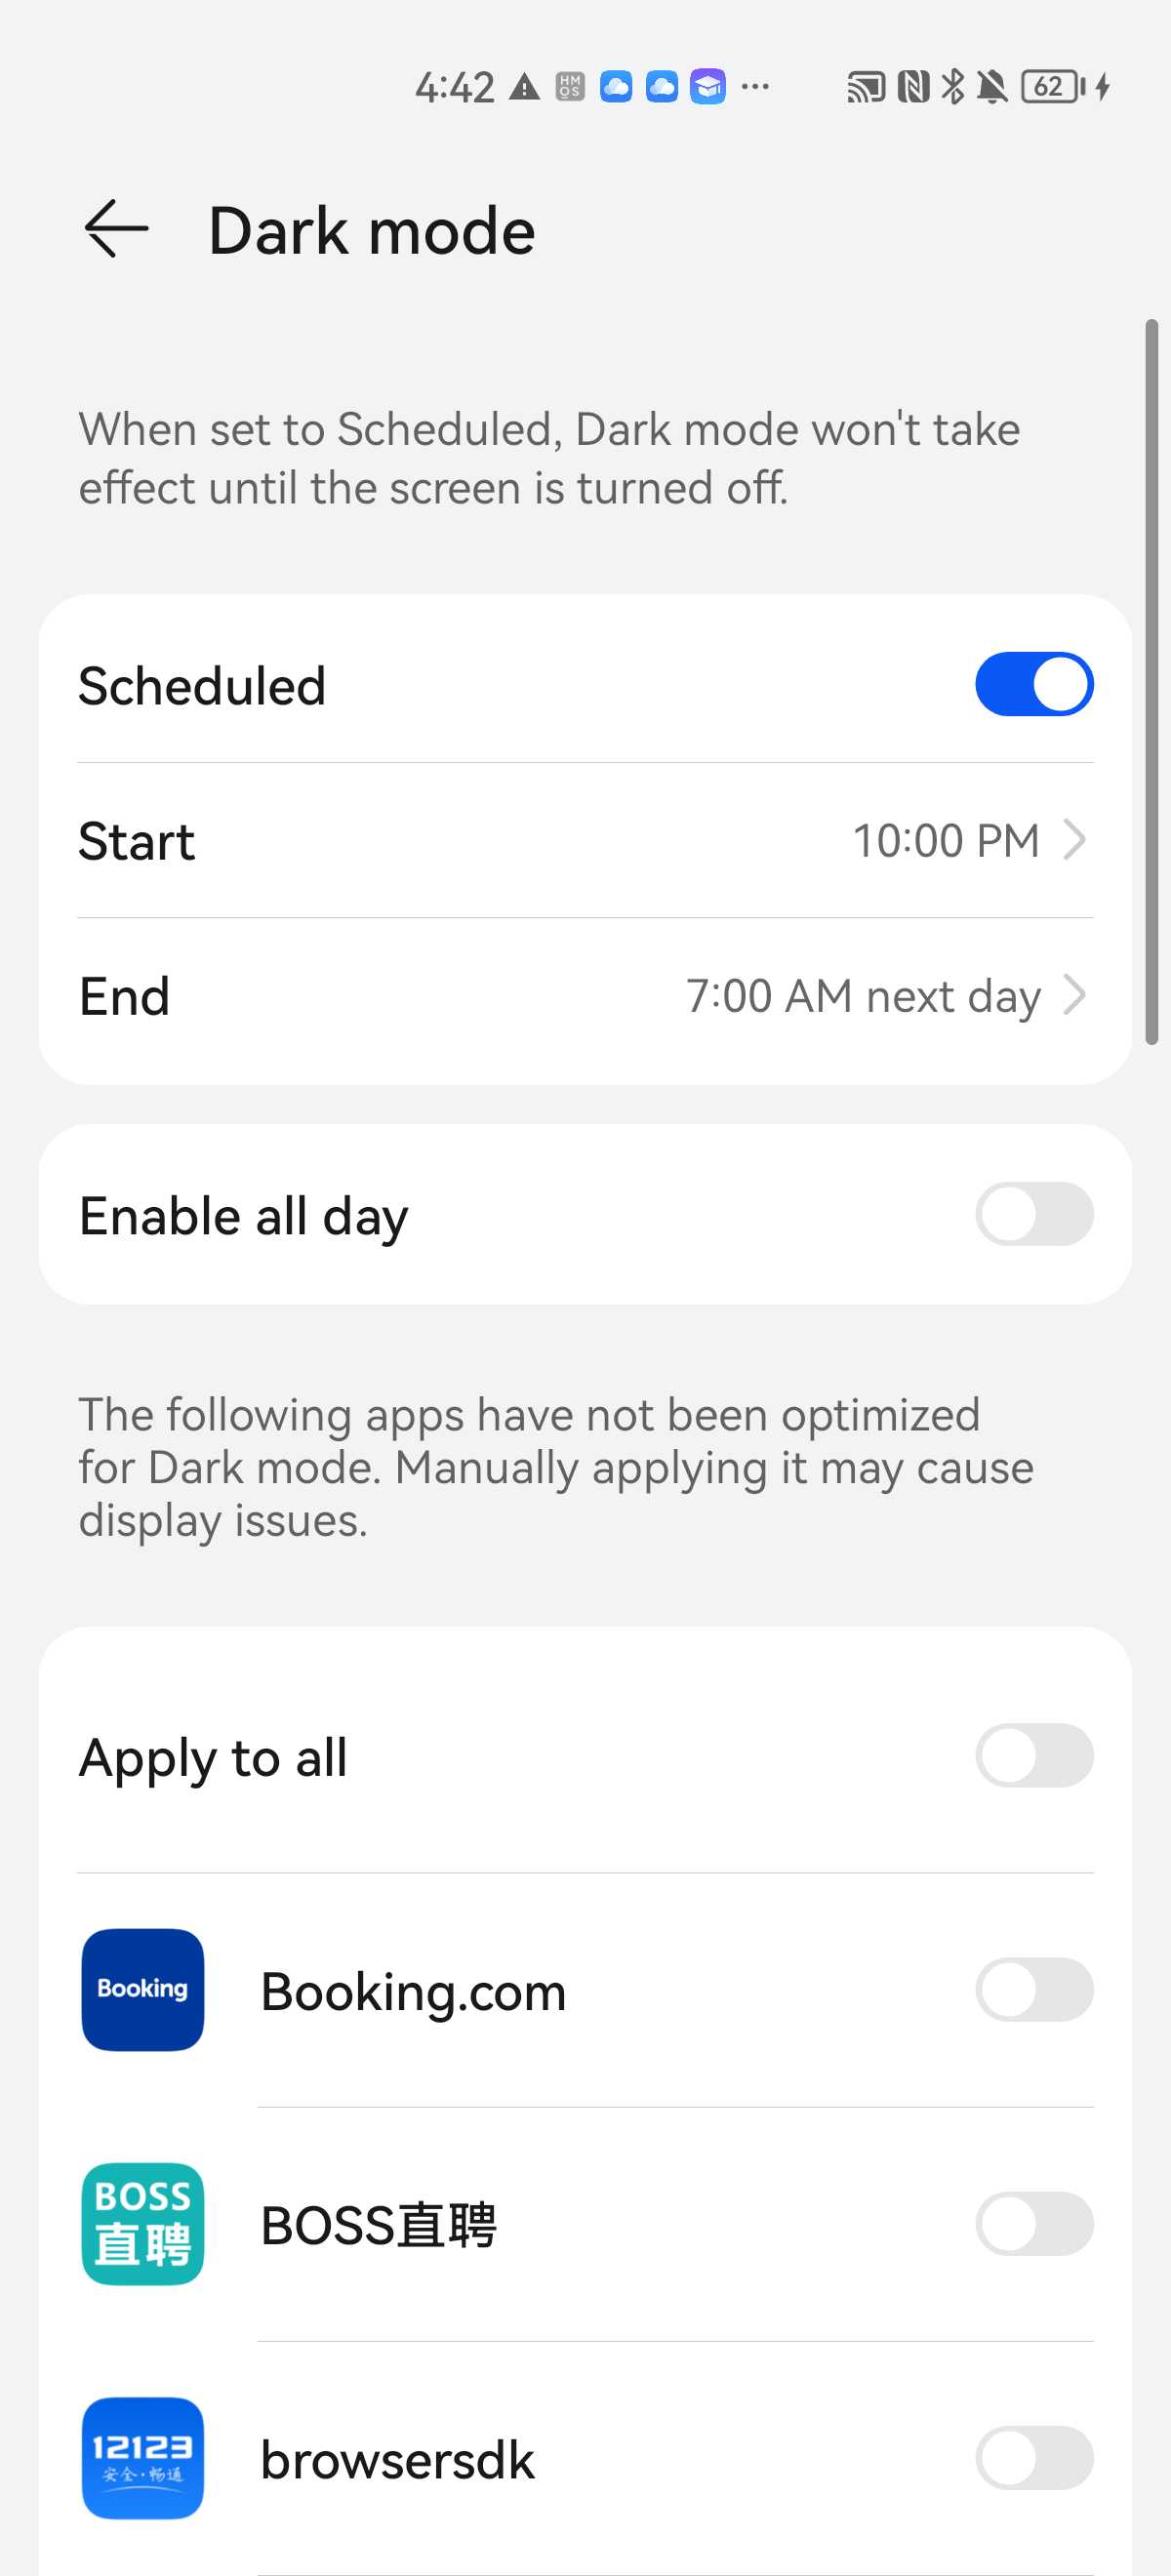 4:42
HM
OS
62
Dark mode
When set to Scheduled, Dark mode won't take
effect until the screen is turned off.
Scheduled
Start
10:00 PM
End
7:00 AM next day
Enable all day
The following apps have not been optimized
for Dark mode. Manually applying it may cause
display issues.
Apply to all
Booking
Booking.com
BOSS
直聘
BOSS直聘
12123
安全·畅通
browsersdk